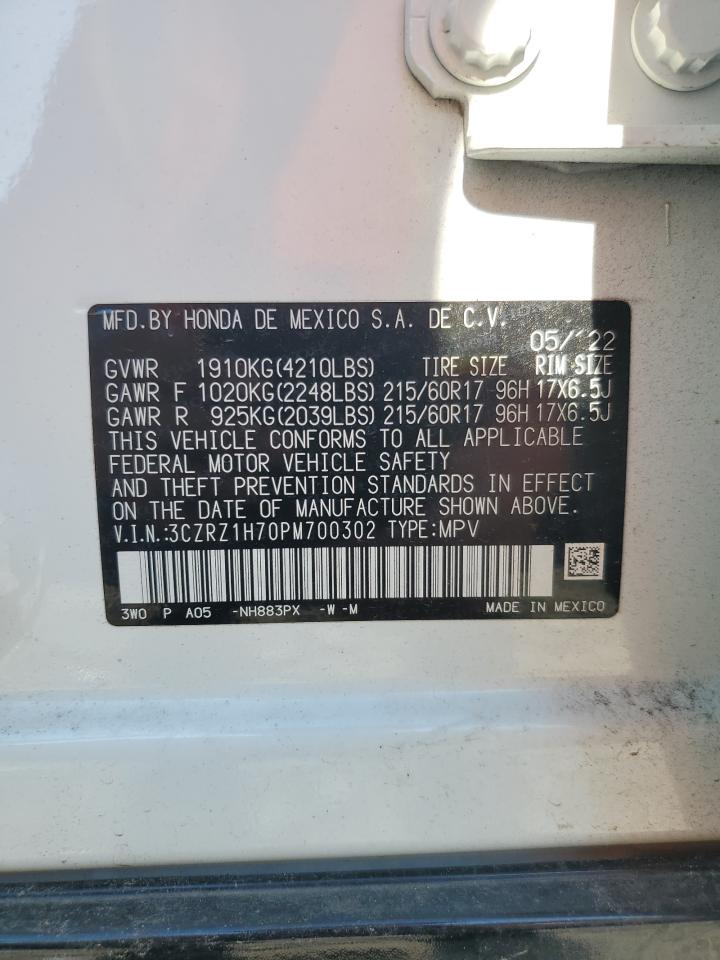 MFD.BY HONDA DE MEXICO S.A. DE C.V. 05/'22
GVWR 1910KG(4210LBS) TIRE SIZE RIM SIZE
GAWR F 1020KG(2248LBS) 215/60R17 96H 17X6.5J
GAWR R 925KG(2039LBS) 215/60R17 96H 17X6.5J
THIS VEHICLE CONFORMS TO ALL APPLICABLE
FEDERAL MOTOR VEHICLE SAFETY
AND THEFT PREVENTION STANDARDS IN EFFECT
ON THE DATE OF MANUFACTURE SHOWN ABOVE.
V.I.N.:3CZRZ1H70PM700302 TYPE:MPV
3W0 P A05 -NH883PX -W -M MADE IN MEXICO